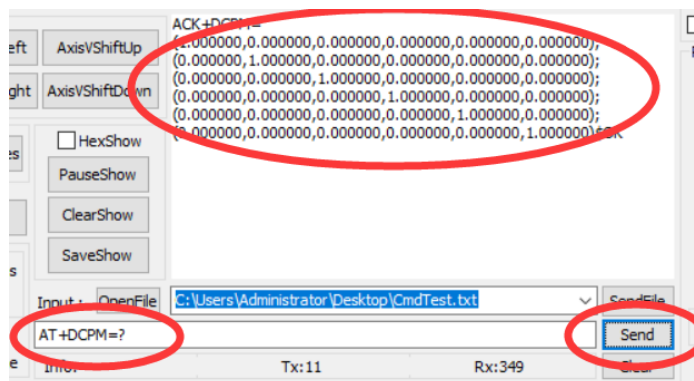 ACK+DCPM=
eft AxisVShiftUp
(1.000000,0.000000,0.000000,0.000000,0.000000,0.000000);
(0.000000,1.000000,0.000000,0.000000,0.000000,0.000000);
(0.000000,0.000000,1.000000,0.000000,0.000000,0.000000);
ght AxisVShiftDown
(0.000000,0.000000,0.000000,1.000000,0.000000,0.000000);
(0.000000,0.000000,0.000000,0.000000,1.000000,0.000000);
(0.000000,0.000000,0.000000,0.000000,0.000000,1.000000)$OK
HexShow
es
PauseShow
ClearShow
SaveShow
s
Input : OpenFile C:\Users\Administrator\Desktop\CmdTest.txt SendFile
AT+DCPM=? Send
e Info: Tx:11 Rx:349 Clear